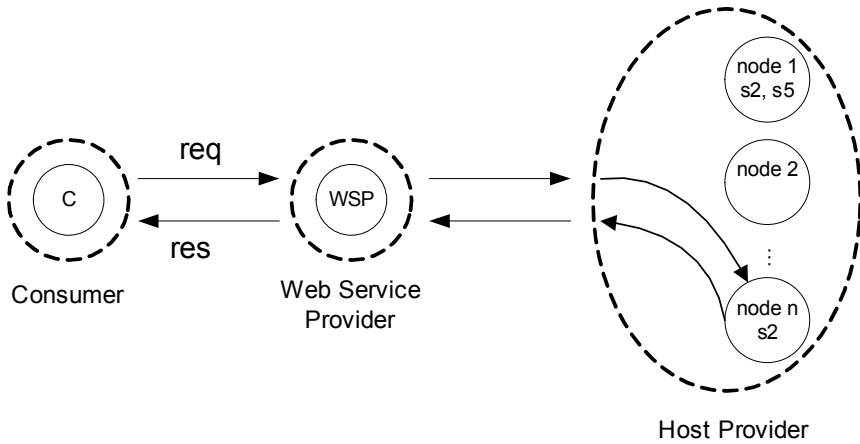 node 1
s2, s5
req
node 2
C
WSP
res
...
Consumer
Web Service
Provider
node n
s2
Host Provider